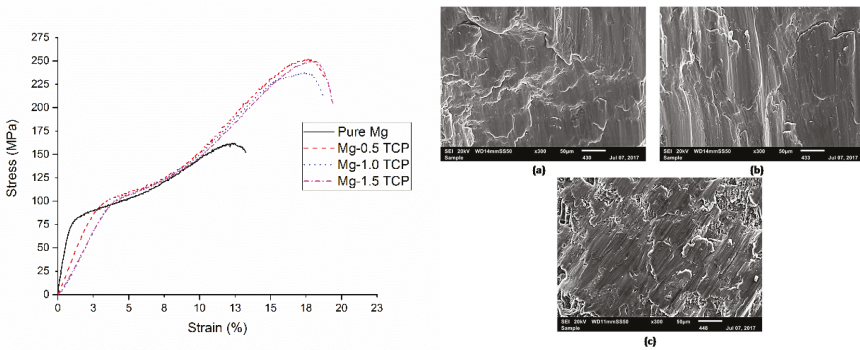 275
250
225
200
175
150
125
100
75
50
25
0
Stress (MPa)
0 3 5 8 10 13 15 18 20 23
Strain (%)
Pure Mg
Mg-0.5 TCP
Mg-1.0 TCP
Mg-1.5 TCP
SEI 20kV WD14mmSS50 x300 50µm
Sample 430 Jul 07, 2017
(a)
SEI 20kV WD14mmSS50 x300 50µm
Sample 433 Jul 07, 2017
(b)
SEI 20kV WD11mmSS50 x300 50µm
Sample 448 Jul 07, 2017
(c)